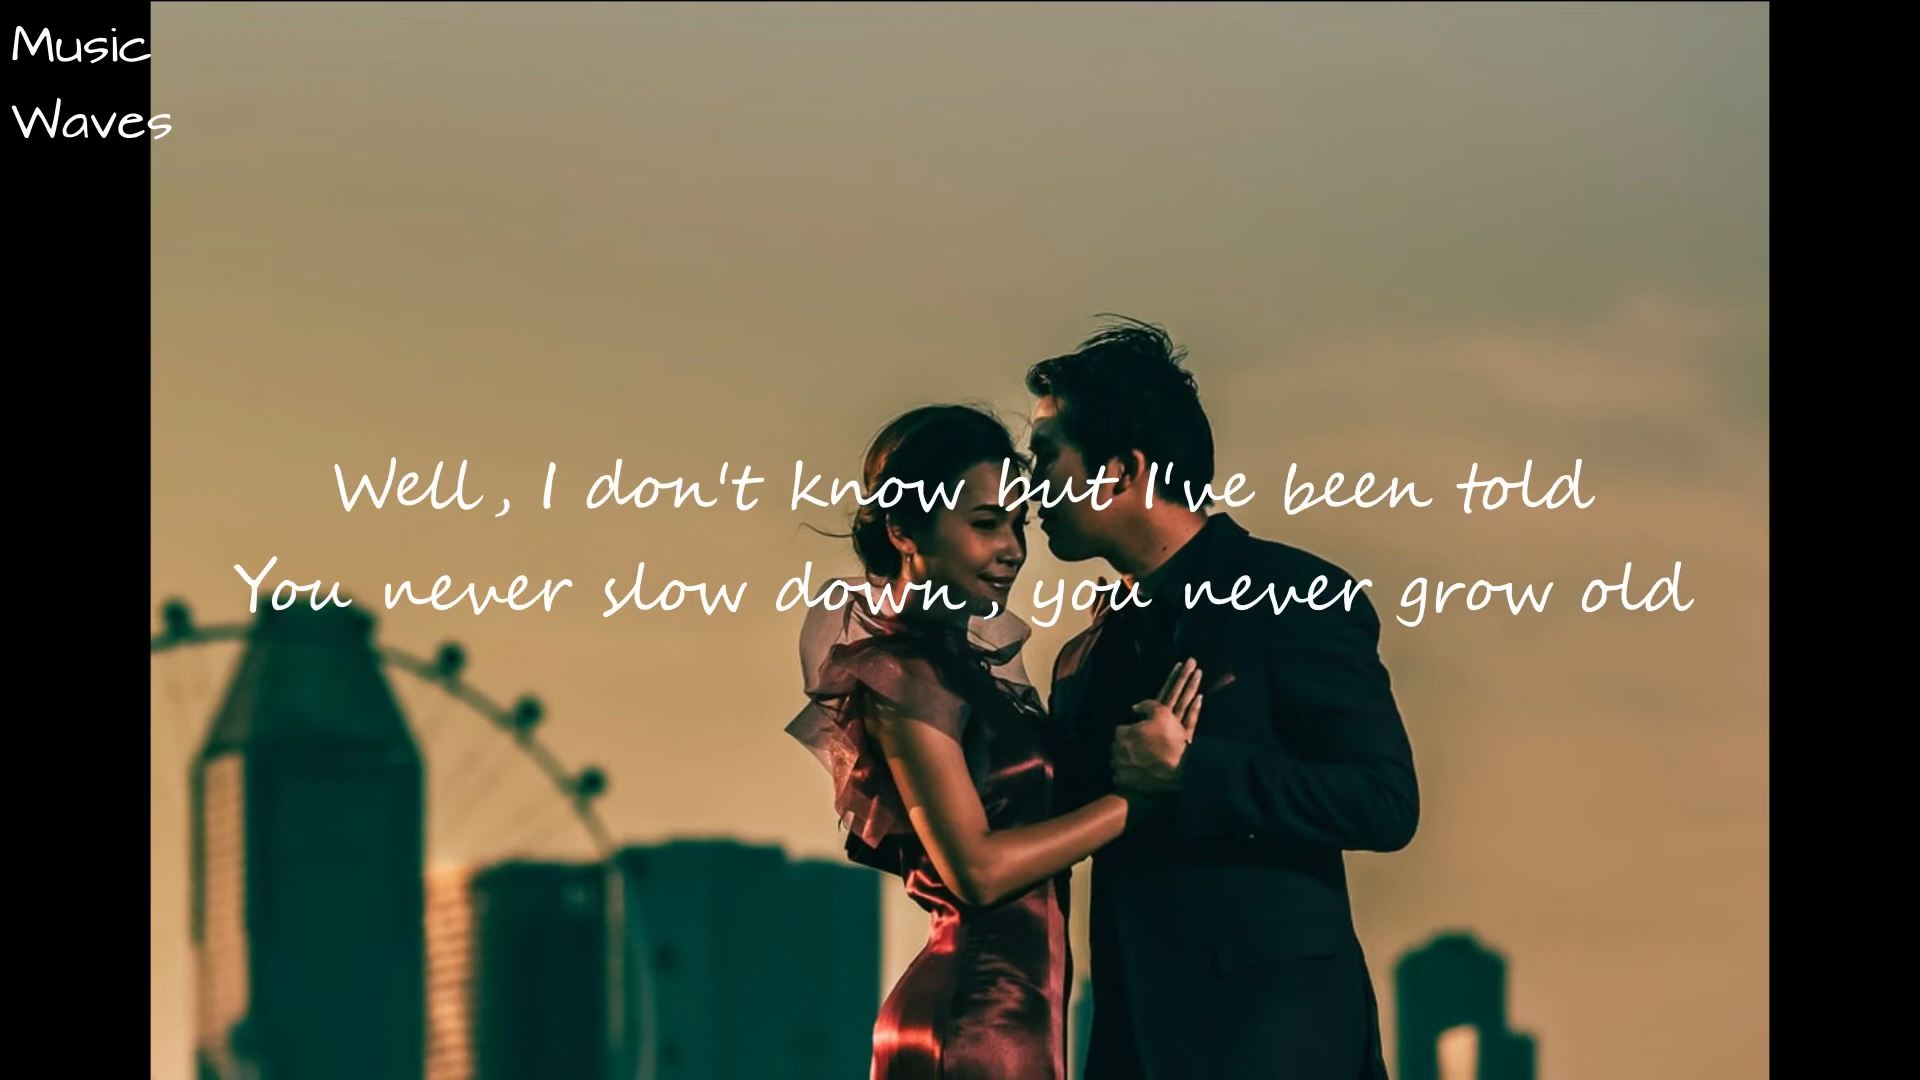 Music
Waves
Well, I don't know but I've been told
You never slow down, you never grow old